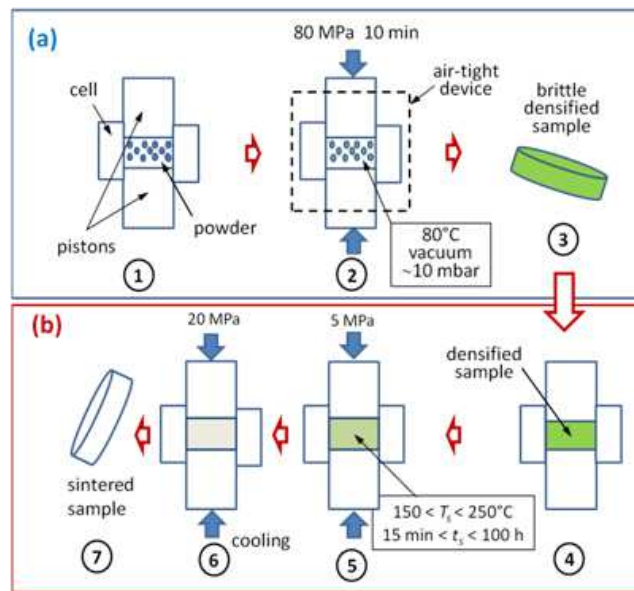 (a)
80 MPa 10 min
cell
air-tight
device
brittle
densified
sample
powder
pistons
80°C
vacuum
~10 mbar
1
2
3
(b)
20 MPa
5 MPa
densified
sample
sintered
sample
cooling
150 < Ts < 250°C
15 min < ts < 100 h
7
6
5
4